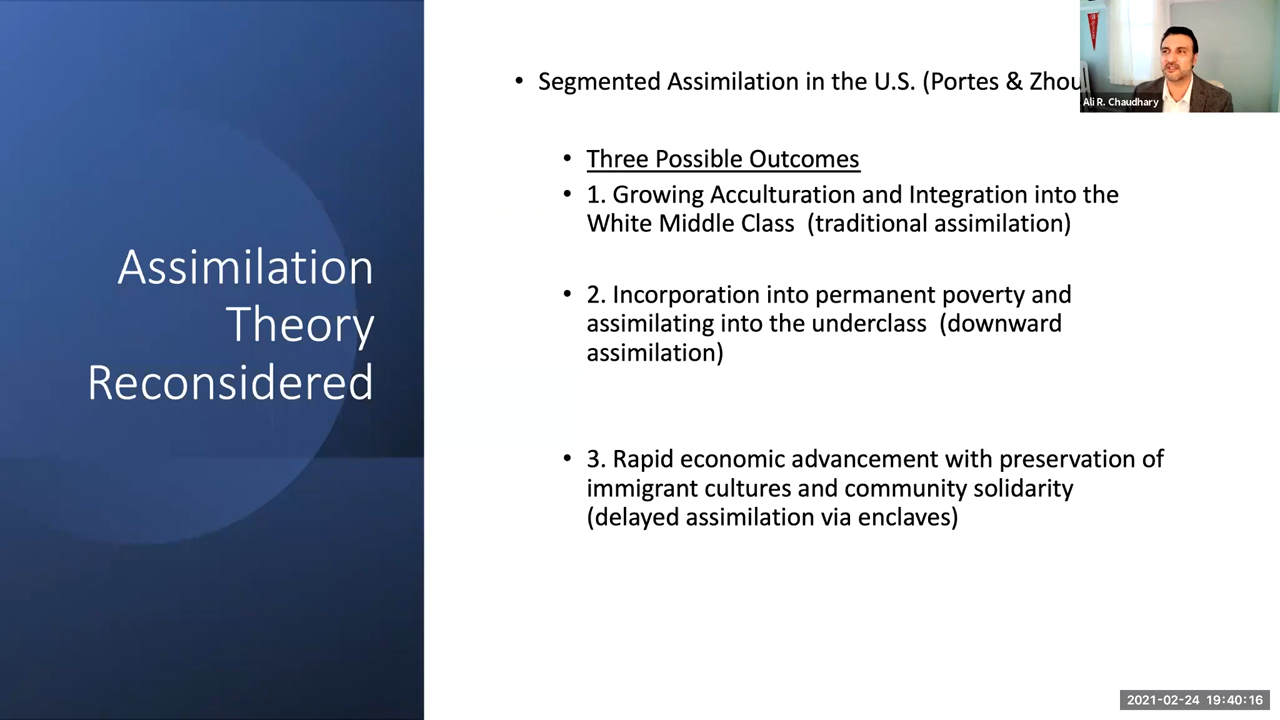 Assimilation
Theory
Reconsidered
• Segmented Assimilation in the U.S. (Portes & Zhou
• Three Possible Outcomes
• 1. Growing Acculturation and Integration into the
White Middle Class (traditional assimilation)
• 2. Incorporation into permanent poverty and
assimilating into the underclass (downward
assimilation)
• 3. Rapid economic advancement with preservation of
immigrant cultures and community solidarity
(delayed assimilation via enclaves)
Ali R. Chaudhary
2021-02-24 19:40:16